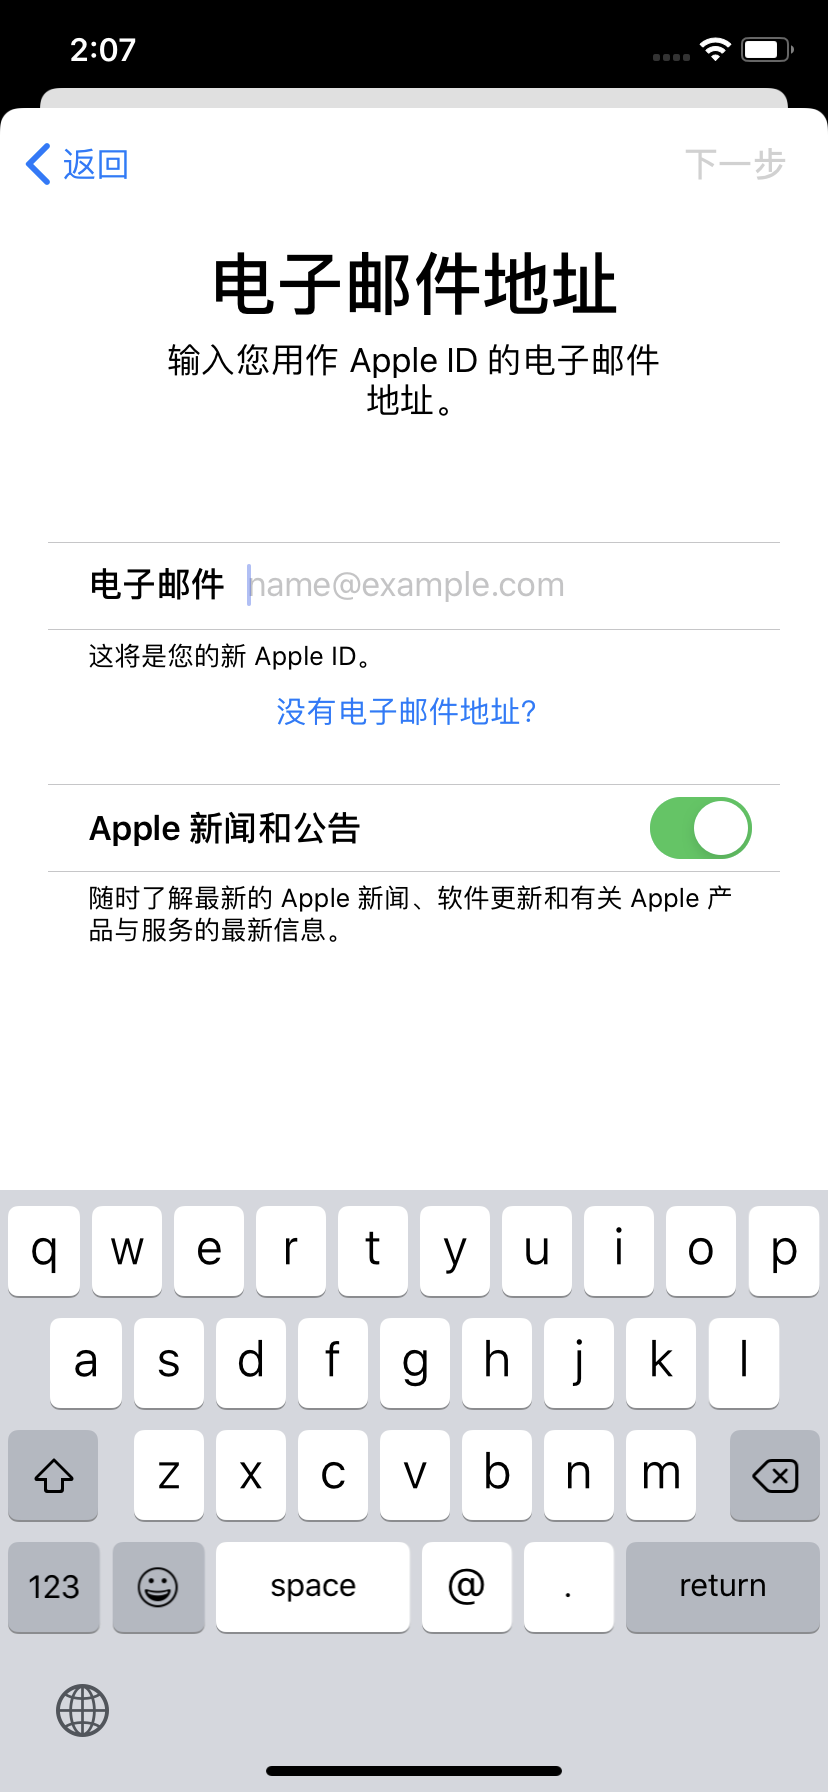 2:07
返回
下一步
电子邮件地址
输入您用作 Apple ID 的电子邮件
地址。
电子邮件 name@example.com
这将是您的新 Apple ID。
没有电子邮件地址?
Apple 新闻和公告
随时了解最新的 Apple 新闻、软件更新和有关 Apple 产
品与服务的最新信息。
q w e r t y u i o p
a s d f g h j k l
z x c v b n m
123 space @ . return